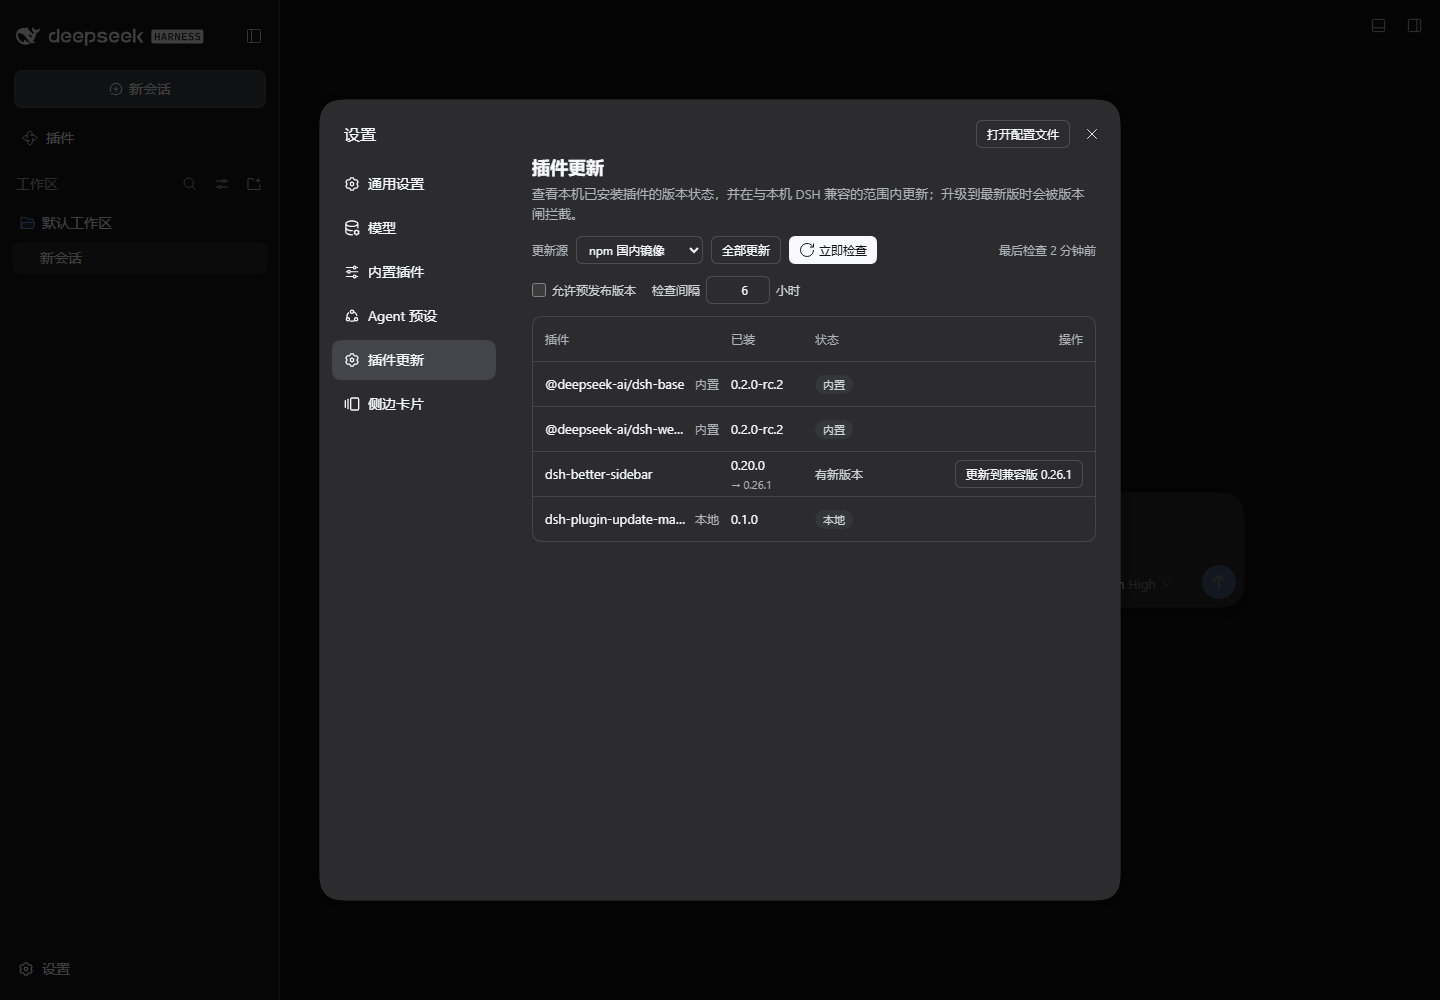 deepseek HARNESS
新会话
插件
工作区
默认工作区
新会话
设置
设置
打开配置文件
通用设置
模型
内置插件
Agent 预设
插件更新
侧边卡片
插件更新
查看本机已安装插件的版本状态，并在与本机 DSH 兼容的范围内更新；升级到最新版时会被版本
闸拦截。
更新源 npm 国内镜像 全部更新 立即检查 最后检查 2 分钟前
允许预发布版本 检查间隔 6 小时
插件 已装 状态 操作
@deepseek-ai/dsh-base 内置 0.2.0-rc.2 内置
@deepseek-ai/dsh-we... 内置 0.2.0-rc.2 内置
dsh-better-sidebar 0.20.0 → 0.26.1 有新版本 更新到兼容版 0.26.1
dsh-plugin-update-ma... 本地 0.1.0 本地
High